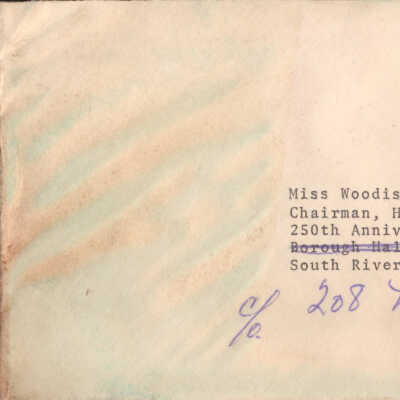 Miss Woodis
Chairman, H
250th Anniv
Borough Hal
South River
c/o. 208